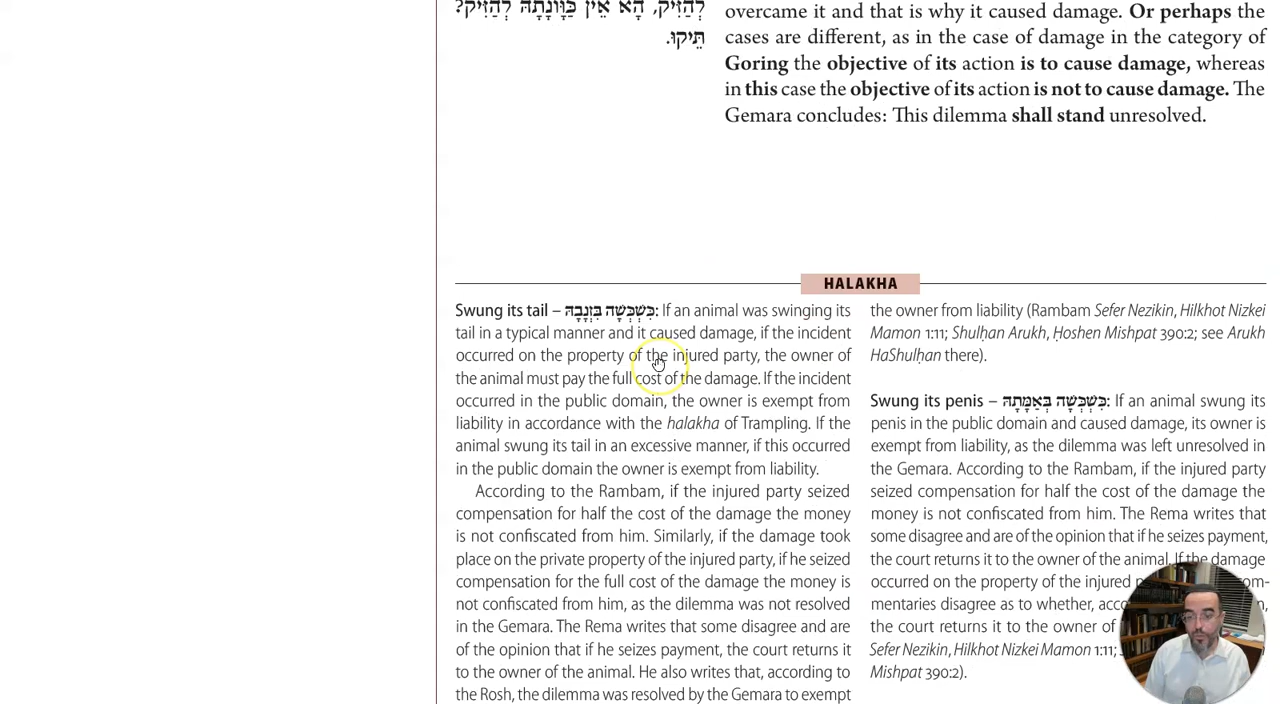 לְהַזִּיק, הָא אֵין כַּוּוֹנָתָהּ לְהַזִּיק?
תֵּיקוּ.
overcame it and that is why it caused damage. Or perhaps the
cases are different, as in the case of damage in the category of
Goring the objective of its action is to cause damage, whereas
in this case the objective of its action is not to cause damage. The
Gemara concludes: This dilemma shall stand unresolved.
HALAKHA
Swung its tail – כִּשְׁכְּשָׁה בִּזְנָבָהּ: If an animal was swinging its
tail in a typical manner and it caused damage, if the incident
occurred on the property of the injured party, the owner of
the animal must pay the full cost of the damage. If the incident
occurred in the public domain, the owner is exempt from
liability in accordance with the halakha of Trampling. If the
animal swung its tail in an excessive manner, if this occurred
in the public domain the owner is exempt from liability.
According to the Rambam, if the injured party seized
compensation for half the cost of the damage the money
is not confiscated from him. Similarly, if the damage took
place on the private property of the injured party, if he seized
compensation for the full cost of the damage the money is
not confiscated from him, as the dilemma was not resolved
in the Gemara. The Rema writes that some disagree and are
of the opinion that if he seizes payment, the court returns it
to the owner of the animal. He also writes that, according to
the Rosh, the dilemma was resolved by the Gemara to exempt
the owner from liability (Rambam Sefer Nezikin, Hilkhot Nizkei
Mamon 1:11; Shulḥan Arukh, Ḥoshen Mishpat 390:2; see Arukh
HaShulḥan there).
Swung its penis – כִּשְׁכְּשָׁה בְּאַמָּתָהּ: If an animal swung its
penis in the public domain and caused damage, its owner is
exempt from liability, as the dilemma was left unresolved in
the Gemara. According to the Rambam, if the injured party
seized compensation for half the cost of the damage the
money is not confiscated from him. The Rema writes that
some disagree and are of the opinion that if he seizes payment,
the court returns it to the owner of the animal. If the damage
occurred on the property of the injured
mentaries disagree as to whether,
the court returns it to the owner of
Sefer Nezikin, Hilkhot Nizkei Mamon 1:11;
Mishpat 390:2).